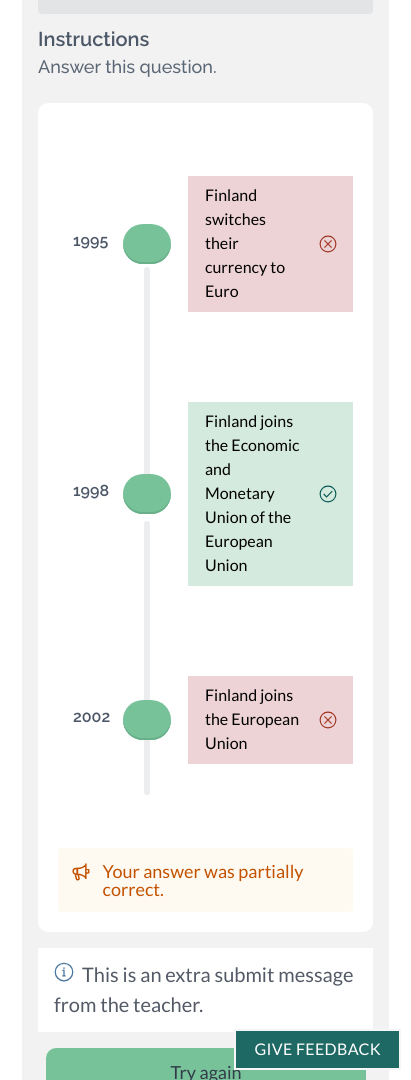 Instructions
Answer this question.
1995
Finland
switches
their
currency to
Euro
1998
Finland joins
the Economic
and
Monetary
Union of the
European
Union
2002
Finland joins
the European
Union
Your answer was partially
correct.
This is an extra submit message
from the teacher.
GIVE FEEDBACK
Try again